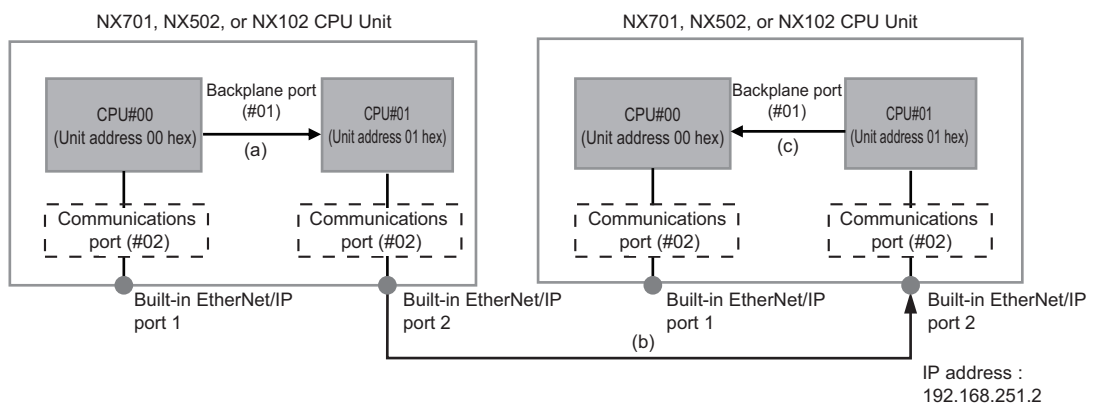 NX701, NX502, or NX102 CPU Unit
CPU#00
(Unit address 00 hex)
Backplane port
(#01)
(a)
CPU#01
(Unit address 01 hex)
Communications
port (#02)
Communications
port (#02)
Built-in EtherNet/IP
port 1
Built-in EtherNet/IP
port 2
NX701, NX502, or NX102 CPU Unit
CPU#00
(Unit address 00 hex)
Backplane port
(#01)
(c)
CPU#01
(Unit address 01 hex)
Communications
port (#02)
Communications
port (#02)
Built-in EtherNet/IP
port 1
Built-in EtherNet/IP
port 2
(b)
IP address :
192.168.251.2